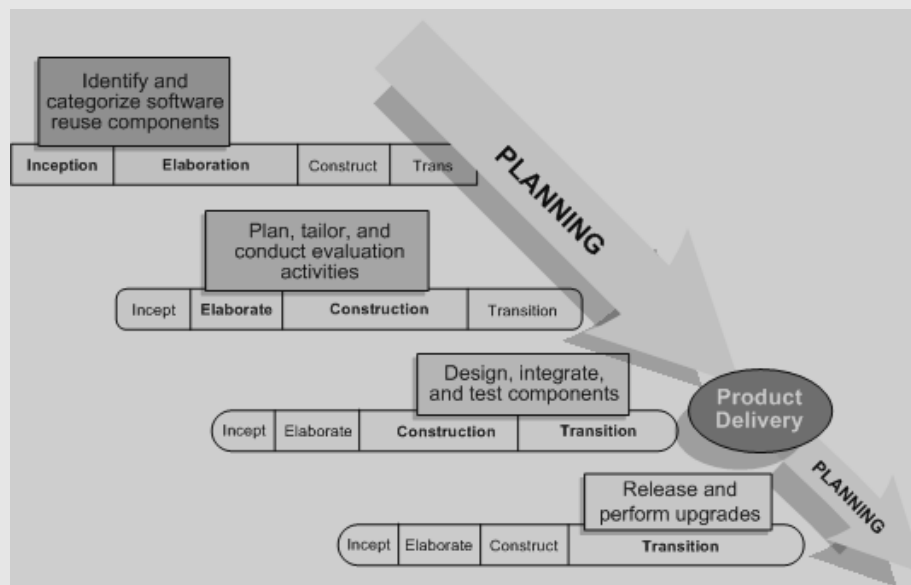 Identify and
categorize software
reuse components
Inception Elaboration Construct Trans
PLANNING
Plan, tailor, and
conduct evaluation
activities
Incept Elaborate Construction Transition
Design, integrate,
and test components
Incept Elaborate Construction Transition
Product
Delivery
Release and
perform upgrades
PLANNING
Incept Elaborate Construct Transition